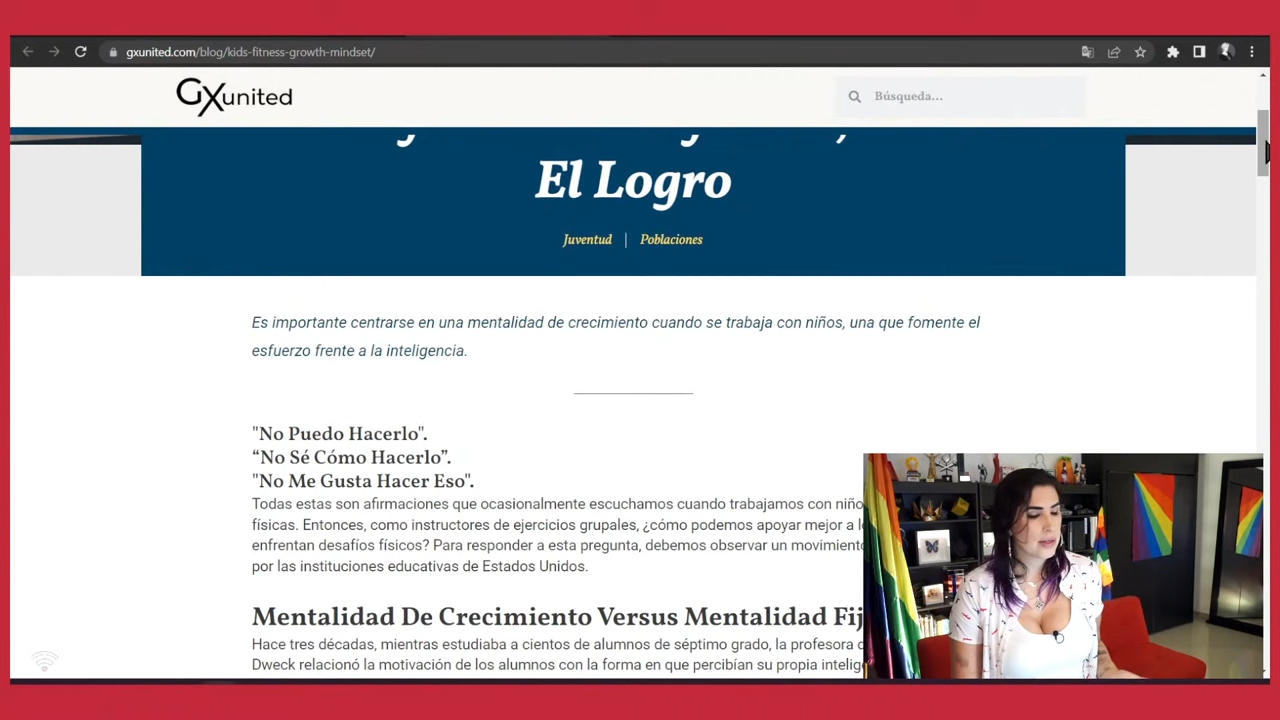 gxunited.com/blog/kids-fitness-growth-mindset/
GXunited
Búsqueda...
El Logro
Juventud | Poblaciones
Es importante centrarse en una mentalidad de crecimiento cuando se trabaja con niños, una que fomente el
esfuerzo frente a la inteligencia.
"No Puedo Hacerlo".
“No Sé Cómo Hacerlo”.
"No Me Gusta Hacer Eso".
Todas estas son afirmaciones que ocasionalmente escuchamos cuando trabajamos con niño
físicas. Entonces, como instructores de ejercicios grupales, ¿cómo podemos apoyar mejor a
enfrentan desafíos físicos? Para responder a esta pregunta, debemos observar un movimiento
por las instituciones educativas de Estados Unidos.
Mentalidad De Crecimiento Versus Mentalidad Fij
Hace tres décadas, mientras estudiaba a cientos de alumnos de séptimo grado, la profesora
Dweck relacionó la motivación de los alumnos con la forma en que percibían su propia intelig